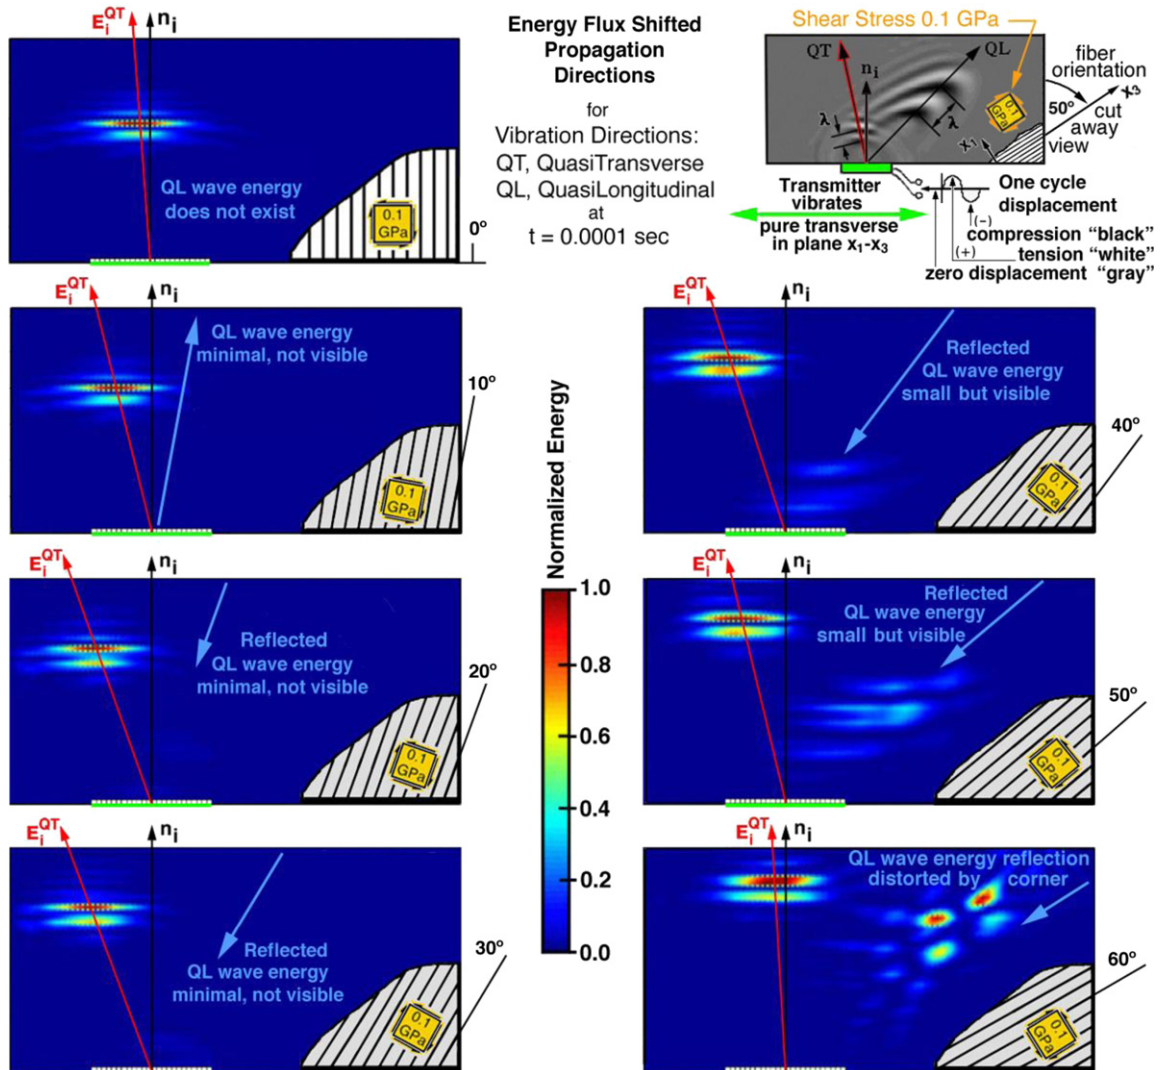 E_i^QT n_i
QL wave energy
does not exist
0.1
GPa
0º
Energy Flux Shifted
Propagation
Directions
for
Vibration Directions:
QT, QuasiTransverse
QL, QuasiLongitudinal
at
t = 0.0001 sec
Shear Stress 0.1 GPa
QT
n_i
QL
λ
λ
0.1
GPa
fiber
orientation
x3
50º
cut
away
view
x1
Transmitter
vibrates
pure transverse
in plane x₁-x₃
One cycle
displacement
(-)
compression “black”
(+)
tension “white”
zero displacement “gray”
E_i^QT n_i
QL wave energy
minimal, not visible
10º
0.1
GPa
E_i^QT n_i
Reflected
QL wave energy
minimal, not visible
20º
0.1
GPa
E_i^QT n_i
Reflected
QL wave energy
minimal, not visible
30º
0.1
GPa
Normalized Energy
1.0
0.8
0.6
0.4
0.2
0.0
E_i^QT n_i
Reflected
QL wave energy
small but visible
40º
0.1
GPa
E_i^QT n_i
Reflected
QL wave energy
small but visible
50º
0.1
GPa
E_i^QT n_i
QL wave energy reflection
distorted by corner
60º
0.1
GPa